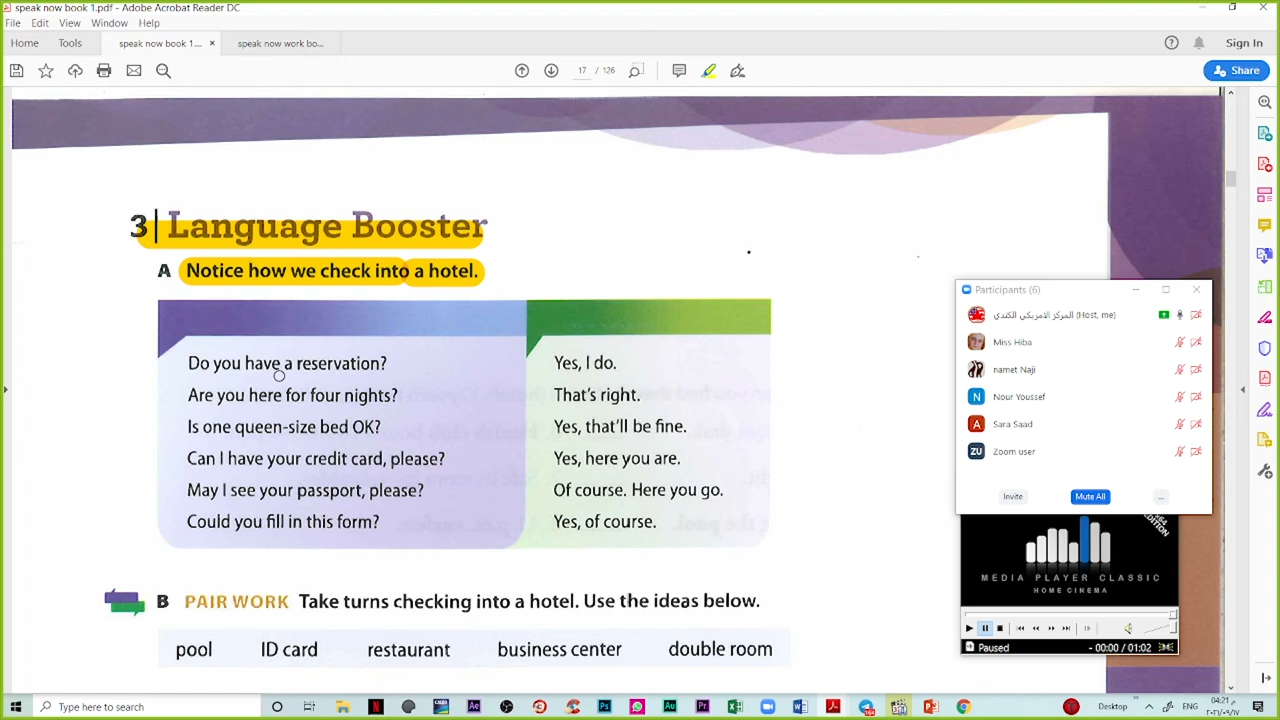 speak now book 1.pdf - Adobe Acrobat Reader DC
File Edit View Window Help
Home Tools speak now book 1.... × speak now work bo... Sign In
17 / 126 Share
3 Language Booster
A Notice how we check into a hotel.
Do you have a reservation? Yes, I do.
Are you here for four nights? That's right.
Is one queen-size bed OK? Yes, that'll be fine.
Can I have your credit card, please? Yes, here you are.
May I see your passport, please? Of course. Here you go.
Could you fill in this form? Yes, of course.
B PAIR WORK Take turns checking into a hotel. Use the ideas below.
pool ID card restaurant business center double room
Participants (6)
المركز الامريكي الكندي (Host, me)
Miss Hiba
namet Naji
N Nour Youssef
A Sara Saad
ZU Zoom user
Invite Mute All ...
EDITION
MEDIA PLAYER CLASSIC
HOME CINEMA
Paused - 00:00 / 01:02
Type here to search
Desktop ENG